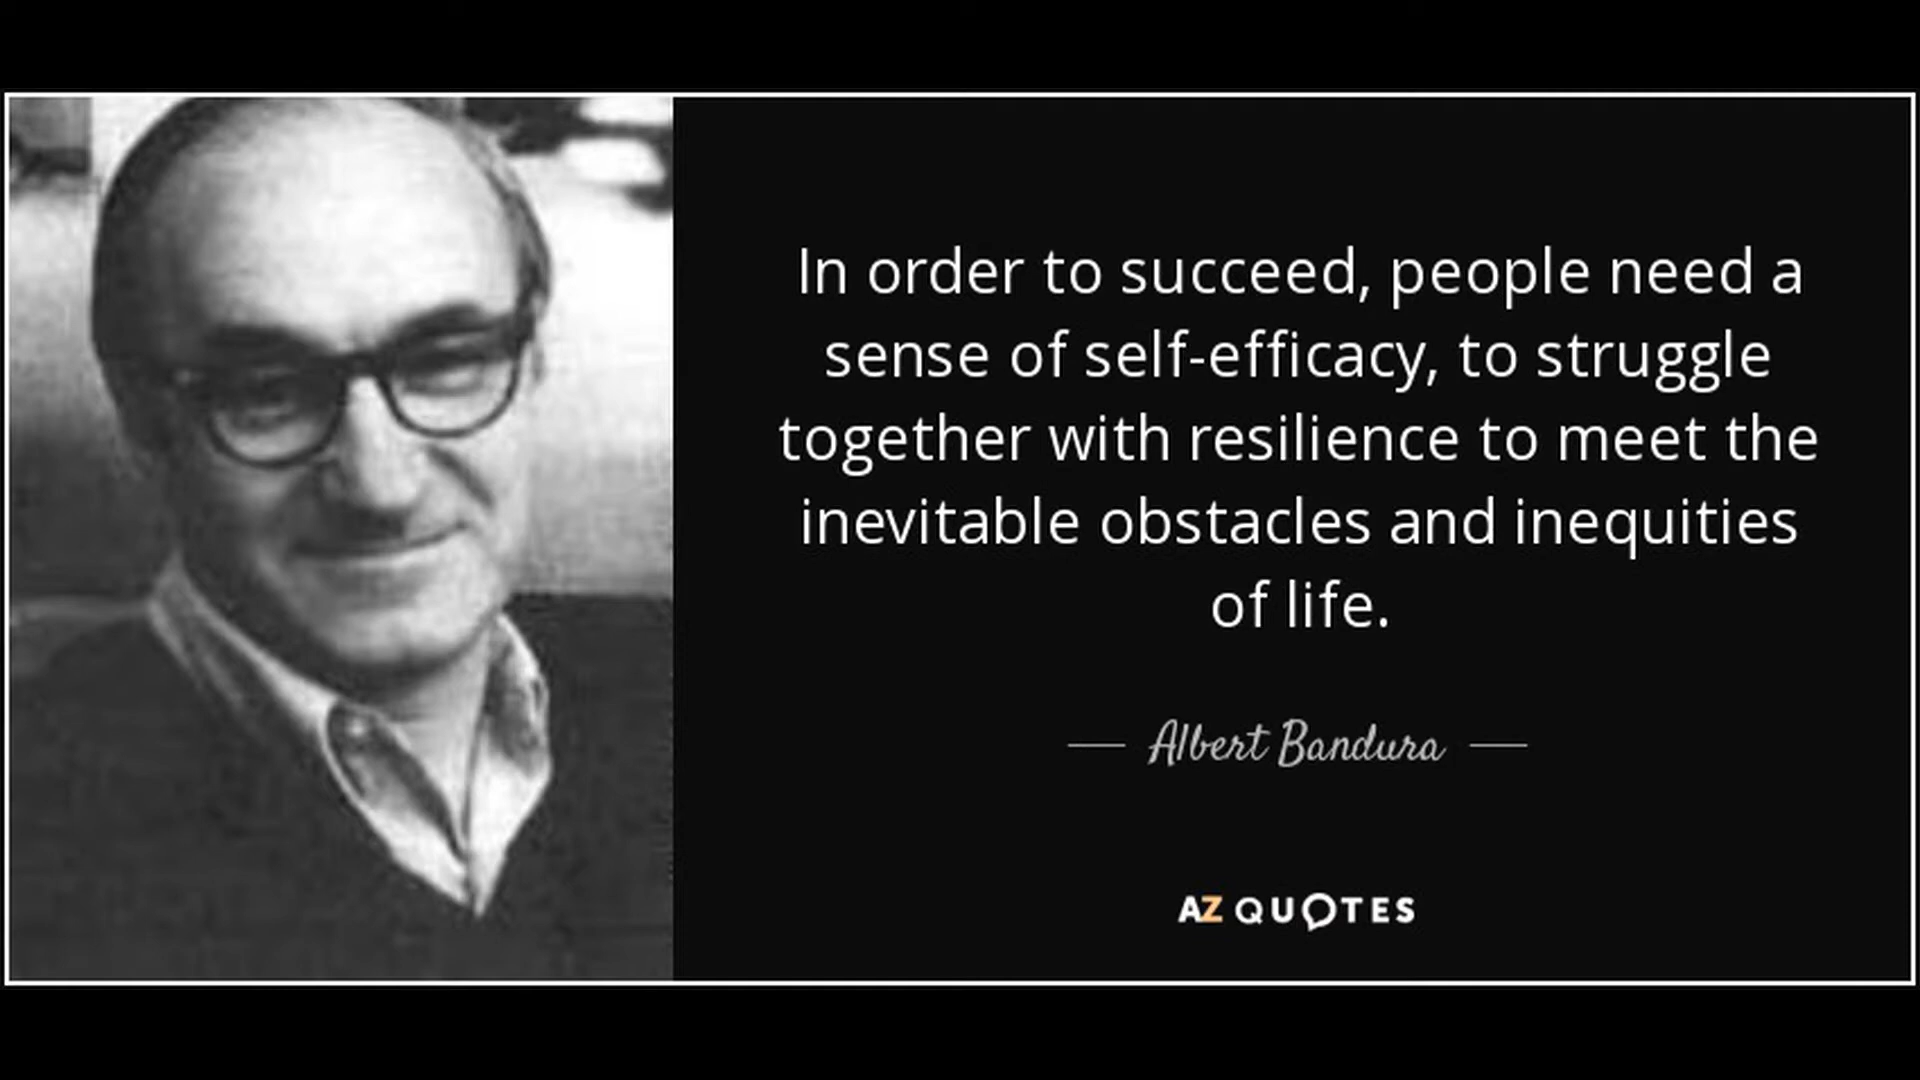 In order to succeed, people need a
sense of self-efficacy, to struggle
together with resilience to meet the
inevitable obstacles and inequities
of life.
Albert Bandura
AZ QUOTES